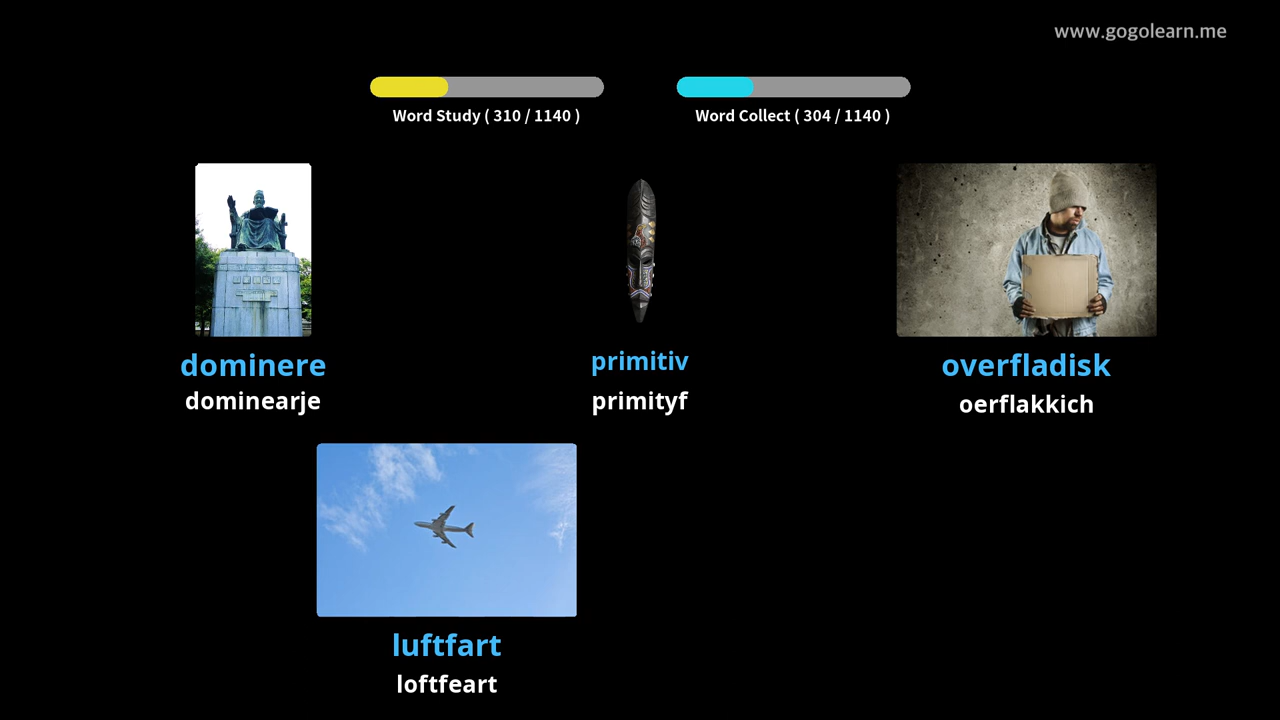 www.gogolearn.me
Word Study ( 310 / 1140 )
Word Collect ( 304 / 1140 )
dominere
dominearje
primitiv
primityf
overfladisk
oerflakkich
luftfart
loftfeart